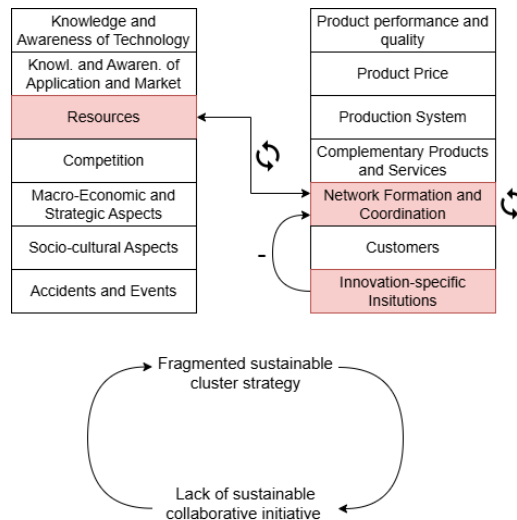 Knowledge and
Awareness of Technology
Knowl. and Awaren. of
Application and Market
Resources
Competition
Macro-Economic and
Strategic Aspects
Socio-cultural Aspects
Accidents and Events
Product performance and
quality
Product Price
Production System
Complementary Products
and Services
Network Formation and
Coordination
Customers
Innovation-specific
Insitutions
-
Fragmented sustainable
cluster strategy
Lack of sustainable
collaborative initiative